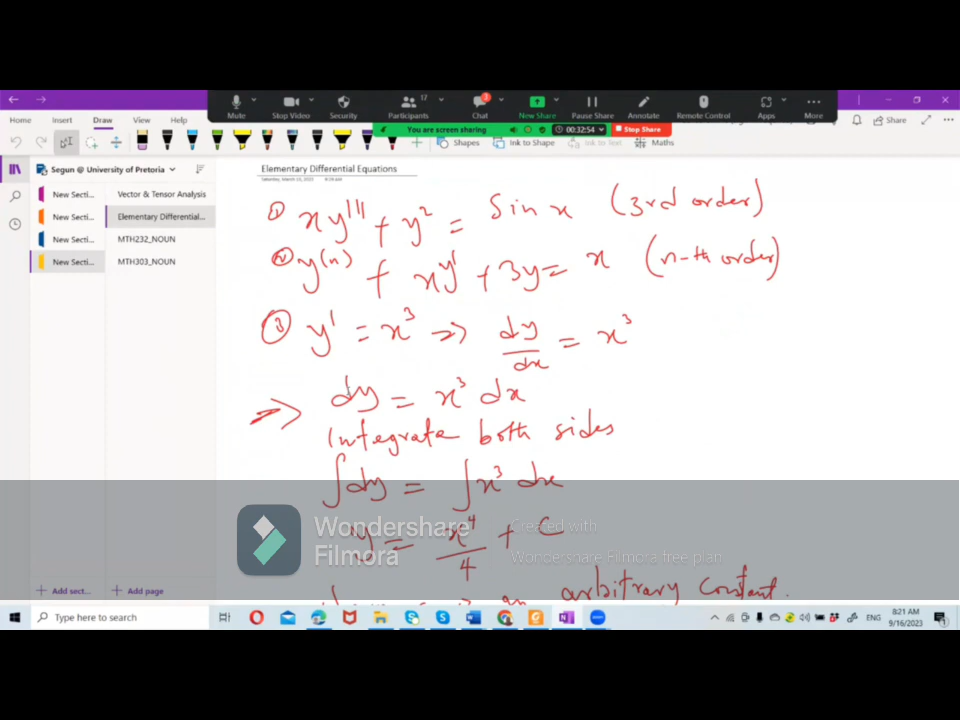 17
3
Mute
Stop Video
Security
Participants
Chat
New Share
Pause Share
Annotate
Remote Control
Apps
More
Home
Insert
Draw
View
Help
You are screen sharing
00:32:54
Stop Share
Share
Shapes
Ink to Shape
Ink to Text
Maths
Segun @ University of Pretoria
New Secti...
New Secti...
New Secti...
New Secti...
Vector & Tensor Analysis
Elementary Differential...
MTH232_NOUN
MTH303_NOUN
Elementary Differential Equations
① xy''' + y² = Sin x (3rd order)
y(n) + xy' + 3y = x (n-th order)
③ y' = x³ => dy/dx = x³
=> dy = x³ dx
Integrate both sides
∫dy = ∫x³ dx
y = x⁴/4 + C
an arbitrary constant.
Wondershare
Filmora
Created with
Wondershare Filmora free plan
+ Add sect...
+ Add page
Type here to search
ENG
8:21 AM
9/16/2023